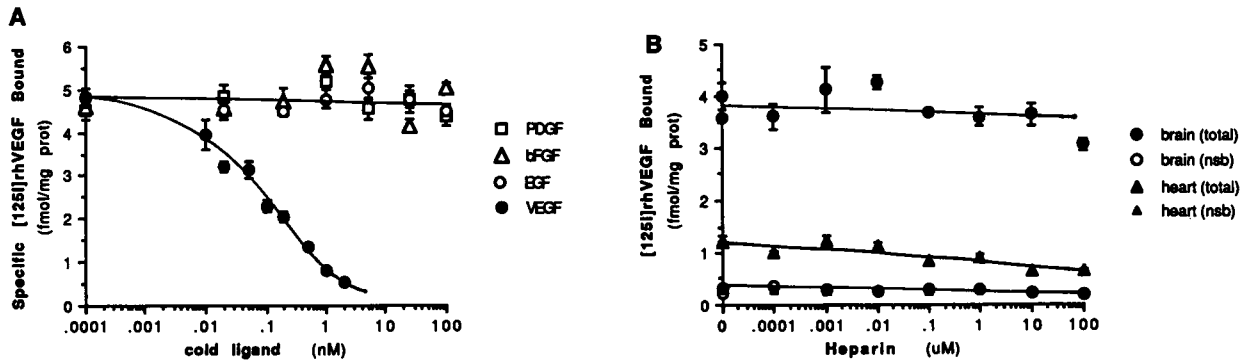 A
Specific [125I]rhVEGF Bound
(fmol/mg prot)
6
5
4
3
2
1
0
.0001
.001
.01
.1
1
10
100
cold ligand (nM)
PDGF
bFGF
EGF
VEGF
B
[125I]rhVEGF Bound
(fmol/mg prot)
5
4
3
2
1
0
0
.0001
.001
.01
.1
1
10
100
Heparin (uM)
brain (total)
brain (nsb)
heart (total)
heart (nsb)